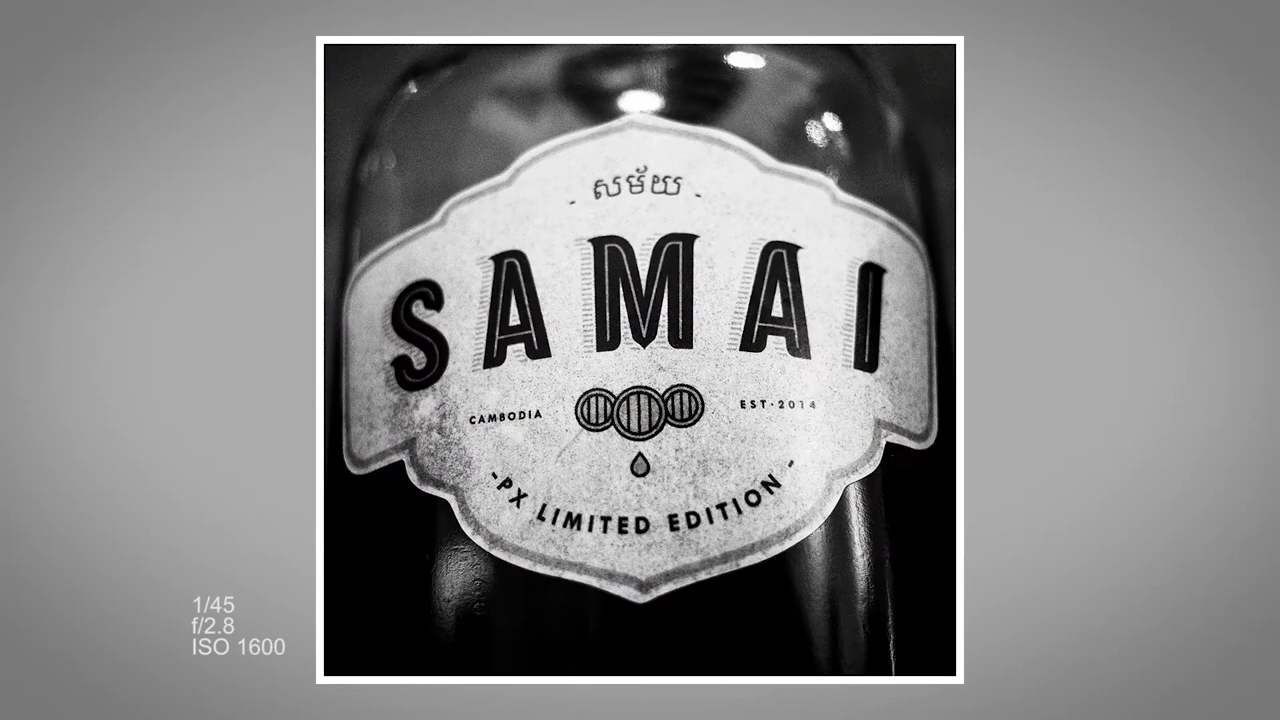 - សម័យ -
SAMAI
CAMBODIA EST·2014
-PX LIMITED EDITION-
1/45
f/2.8
ISO 1600